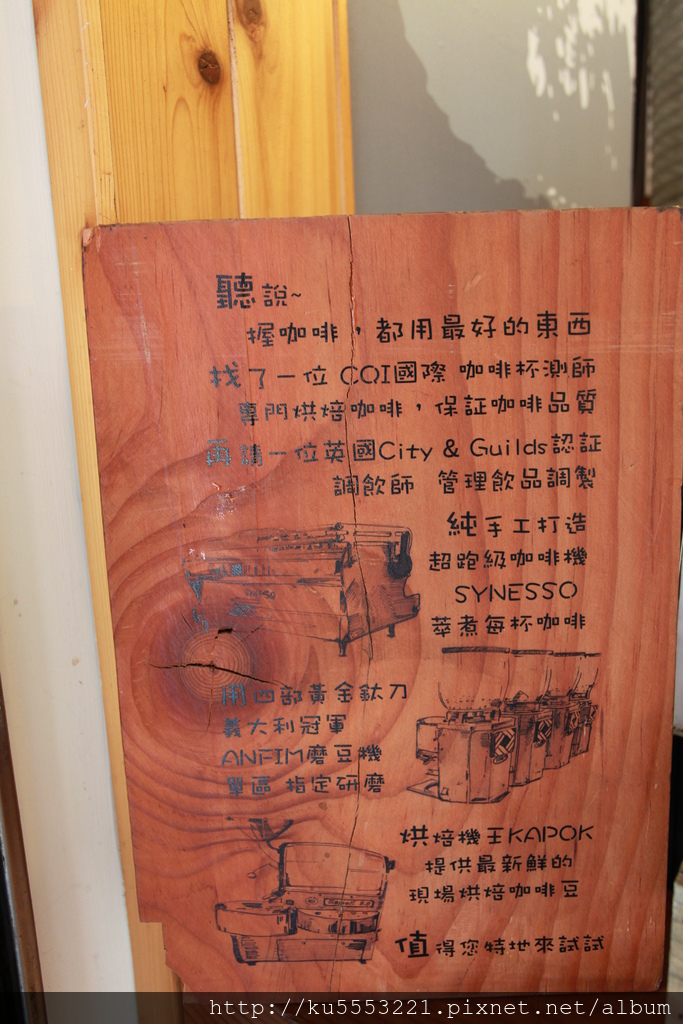 聽說~
握咖啡，都用最好的東西
找了一位 CQI國際 咖啡杯測師
專門烘焙咖啡，保証咖啡品質
再請一位英國City & Guilds認証
調飲師 管理飲品調製
純手工打造
超跑級咖啡機
SYNESSO
萃煮每杯咖啡
用四部黃金鈦刀
義大利冠軍
ANFIM磨豆機
單區 指定研磨
烘焙機王KAPOK
提供最新鮮的
現場烘焙咖啡豆
值得您特地來試試
http://ku5553221.pixnet.net/album